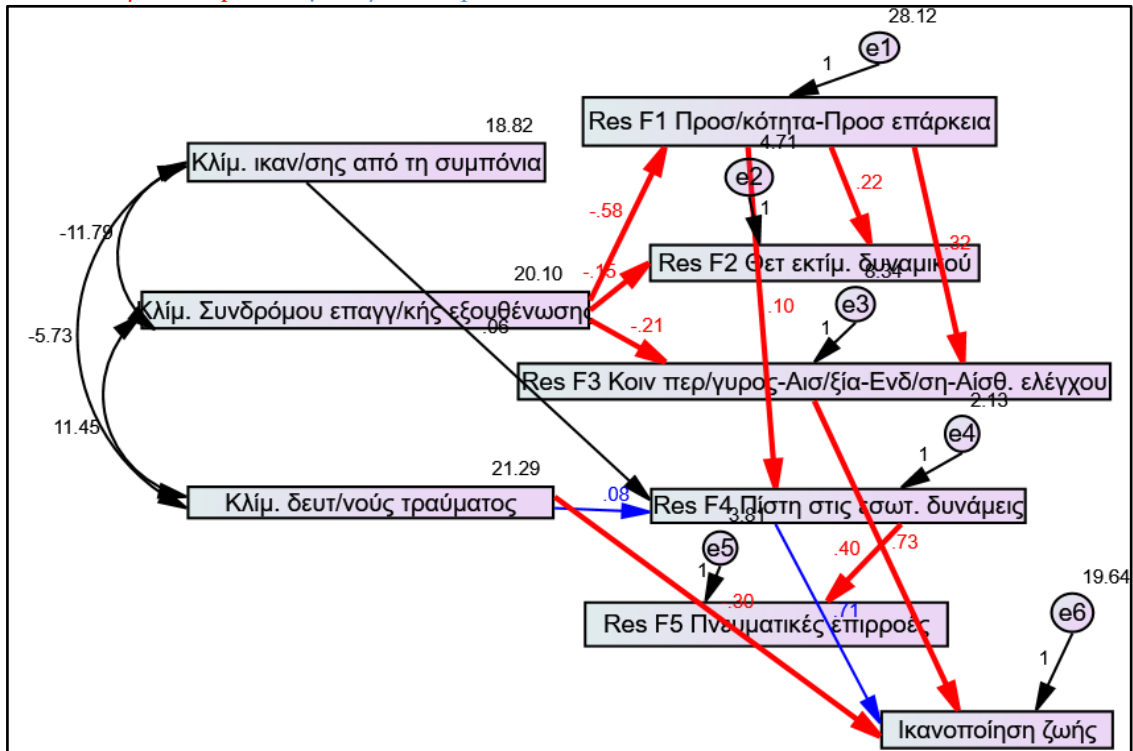 28.12
e1
1
Res F1 Προσ/κότητα-Προσ επάρκεια
18.82
4.71
Κλίμ. ικαν/σης από τη συμπόνια
e2
.22
-.58
1
-11.79
.32
Res F2 Θετ εκτίμ. δυναμικού
-.15
8.34
20.10
Κλίμ. Συνδρόμου επαγγ/κής εξουθένωσης
e3
.10
.06
-.21
1
-5.73
Res F3 Κοιν περ/γυρος-Αισ/ξία-Ενδ/ση-Αίσθ. ελέγχου
2.13
11.45
e4
1
21.29
.08
Κλίμ. δευτ/νούς τραύματος
Res F4 Πίστη στις εσωτ. δυνάμεις
3.81
e5
.40
.73
1
19.64
-.30
.71
e6
Res F5 Πνευματικές επιρροές
1
Ικανοποίηση ζωής